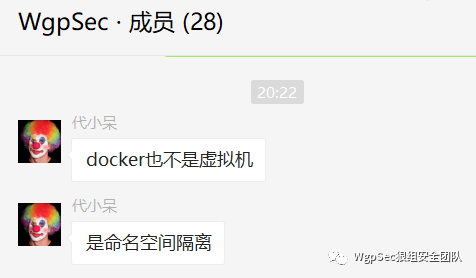 WgpSec · 成员 (28)
20:22
代小呆
docker也不是虚拟机
代小呆
是命名空间隔离
WgpSec狼组安全团队